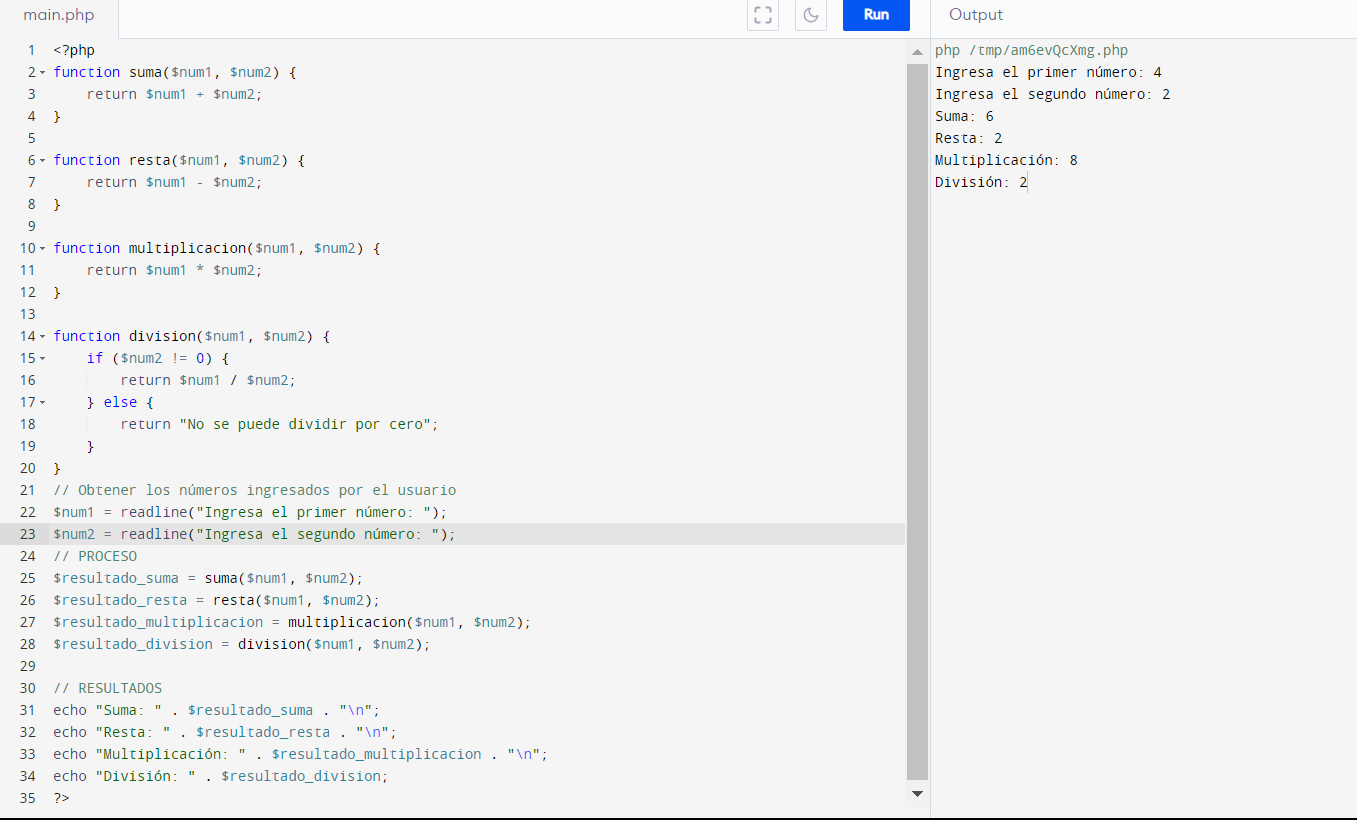 main.php
Run
Output
1 <?php
2 function suma($num1, $num2) {
3     return $num1 + $num2;
4 }
5
6 function resta($num1, $num2) {
7     return $num1 - $num2;
8 }
9
10 function multiplicacion($num1, $num2) {
11     return $num1 * $num2;
12 }
13
14 function division($num1, $num2) {
15     if ($num2 != 0) {
16         return $num1 / $num2;
17     } else {
18         return "No se puede dividir por cero";
19     }
20 }
21 // Obtener los números ingresados por el usuario
22 $num1 = readline("Ingresa el primer número: ");
23 $num2 = readline("Ingresa el segundo número: ");
24 // PROCESO
25 $resultado_suma = suma($num1, $num2);
26 $resultado_resta = resta($num1, $num2);
27 $resultado_multiplicacion = multiplicacion($num1, $num2);
28 $resultado_division = division($num1, $num2);
29
30 // RESULTADOS
31 echo "Suma: " . $resultado_suma . "\n";
32 echo "Resta: " . $resultado_resta . "\n";
33 echo "Multiplicación: " . $resultado_multiplicacion . "\n";
34 echo "División: " . $resultado_division;
35 ?>
php /tmp/am6evQcXmg.php
Ingresa el primer número: 4
Ingresa el segundo número: 2
Suma: 6
Resta: 2
Multiplicación: 8
División: 2